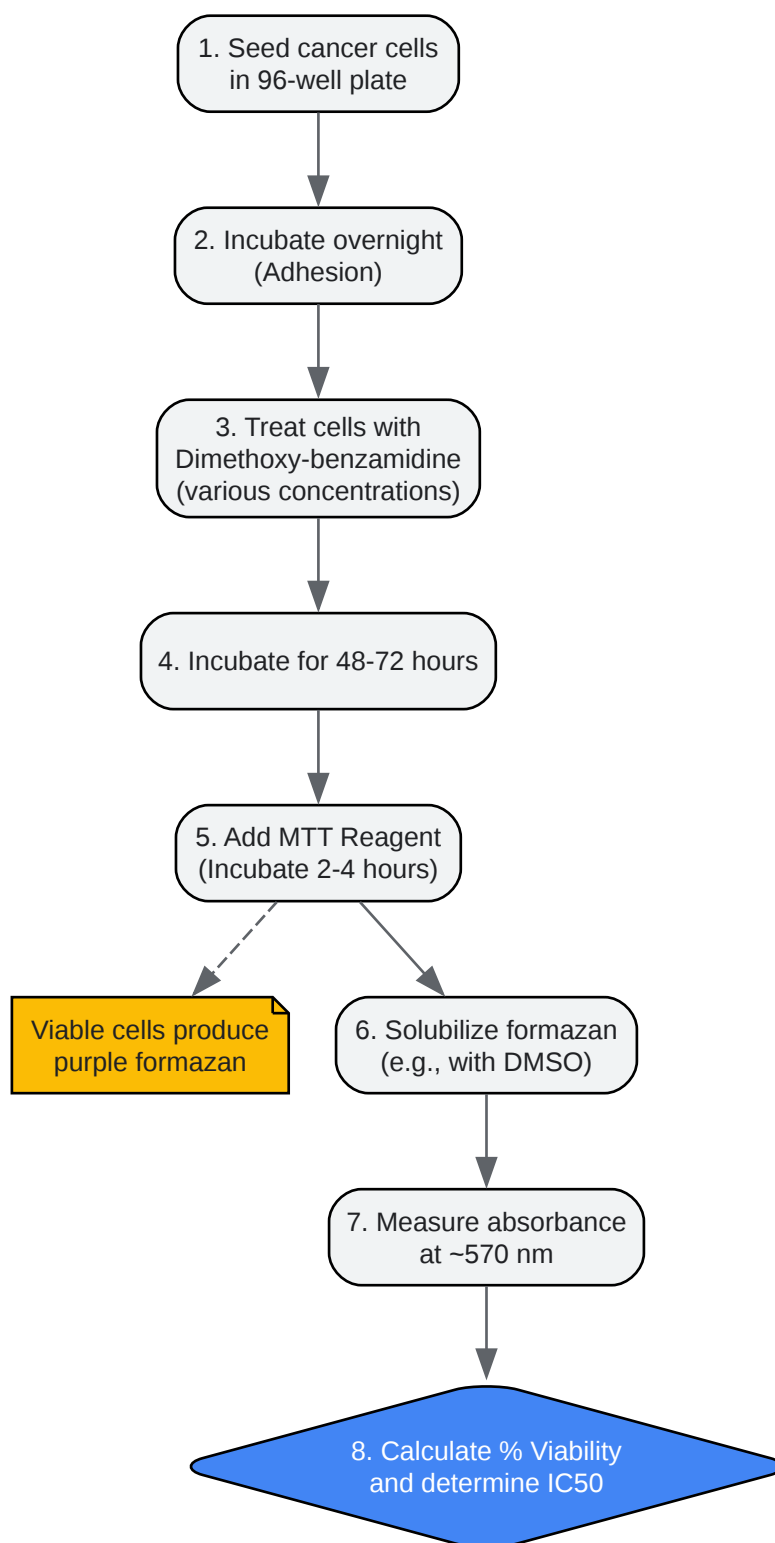 1. Seed cancer cells
in 96-well plate
2. Incubate overnight
(Adhesion)
3. Treat cells with
Dimethoxy-benzamidine
(various concentrations)
4. Incubate for 48-72 hours
5. Add MTT Reagent
(Incubate 2-4 hours)
Viable cells produce
purple formazan
6. Solubilize formazan
(e.g., with DMSO)
7. Measure absorbance
at ~570 nm
8. Calculate % Viability
and determine IC50